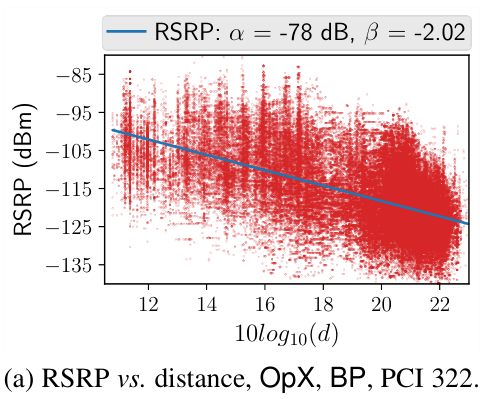 RSRP: α = -78 dB, β = -2.02
−85
−95
−105
−115
−125
−135
RSRP (dBm)
12 14 16 18 20 22
10log₁₀(d)
(a) RSRP vs. distance, OpX, BP, PCI 322.